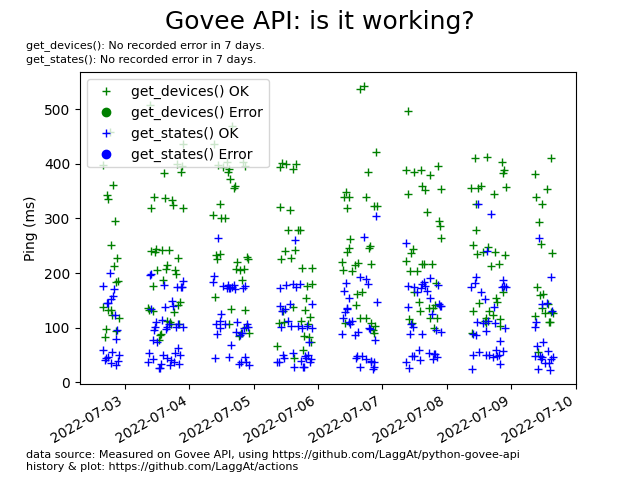 Govee API: is it working?
get_devices(): No recorded error in 7 days.
get_states(): No recorded error in 7 days.
get_devices() OK
get_devices() Error
get_states() OK
get_states() Error
Ping (ms)
500
400
300
200
100
0
2022-07-03
2022-07-04
2022-07-05
2022-07-06
2022-07-07
2022-07-08
2022-07-09
2022-07-10
data source: Measured on Govee API, using https://github.com/LaggAt/python-govee-api
history & plot: https://github.com/LaggAt/actions